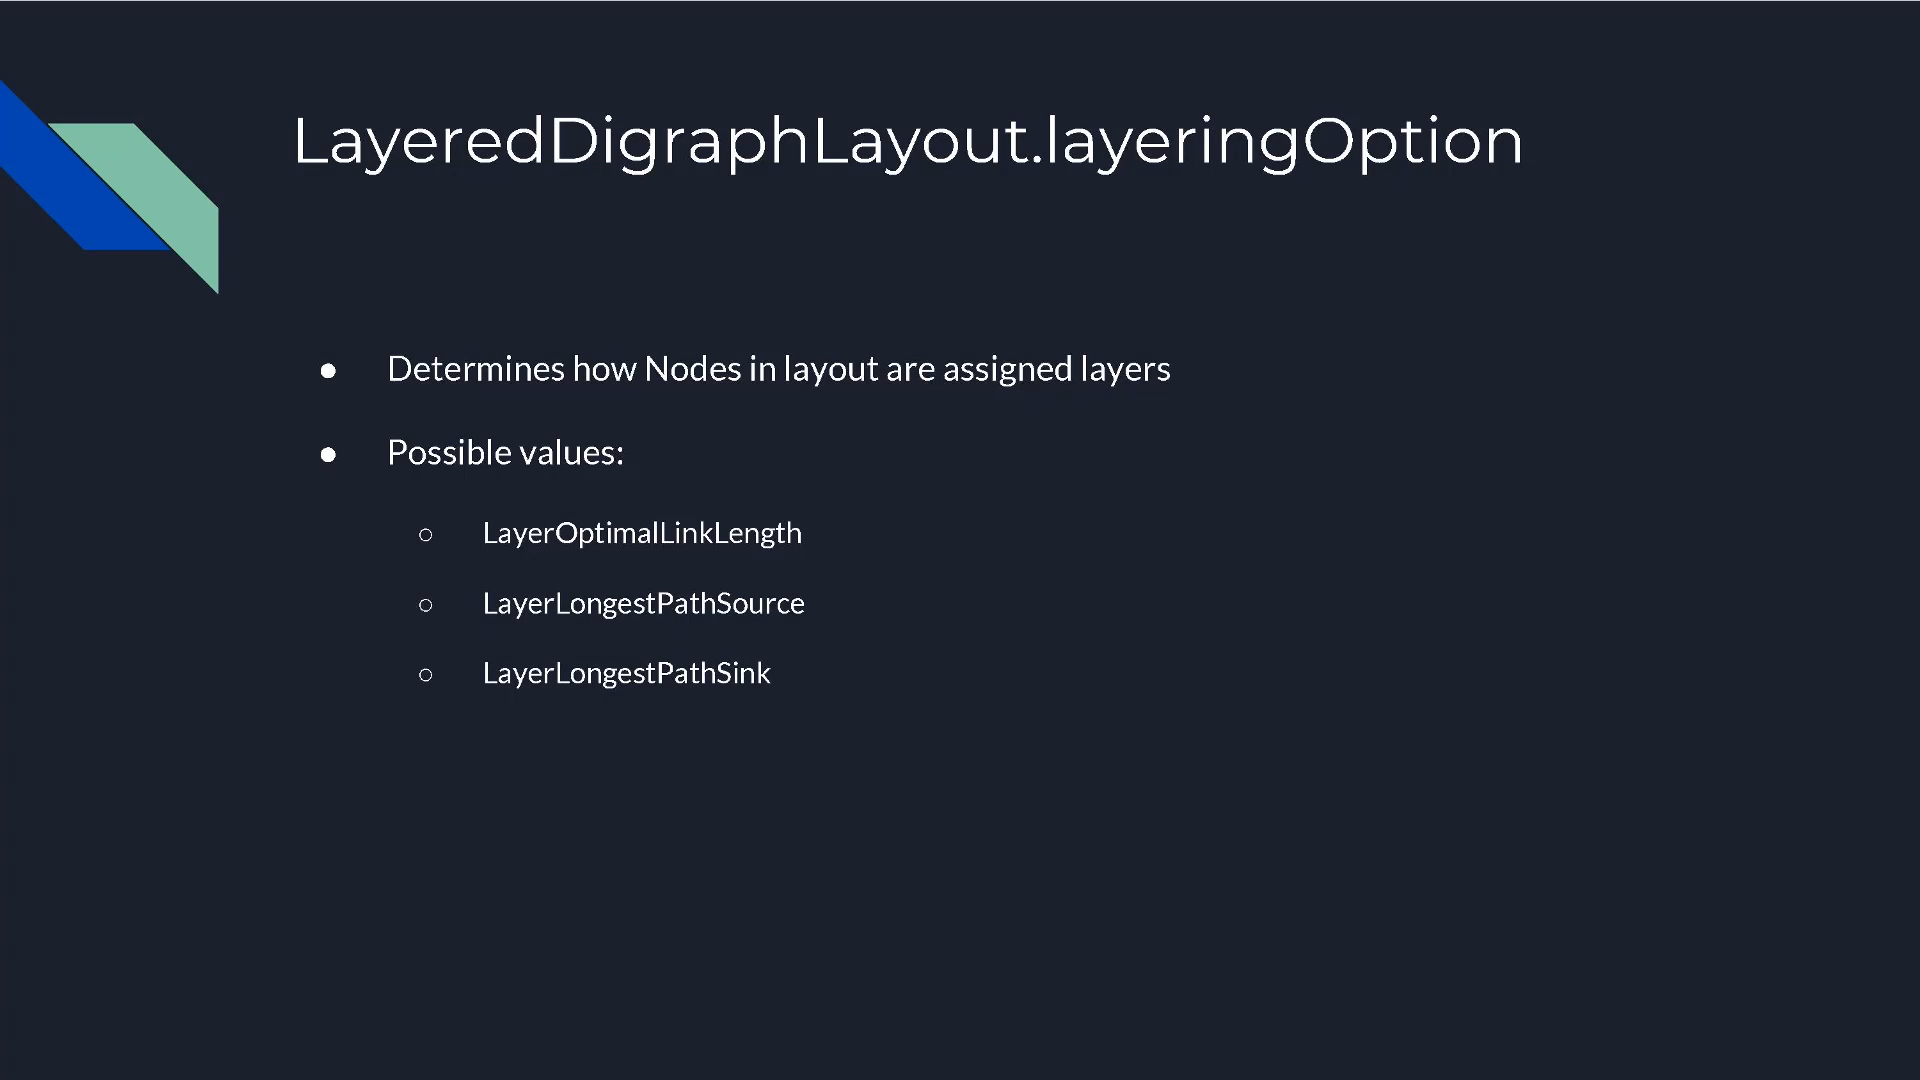 LayeredDigraphLayout.layeringOption
● Determines how Nodes in layout are assigned layers
● Possible values:
○ LayerOptimalLinkLength
○ LayerLongestPathSource
○ LayerLongestPathSink